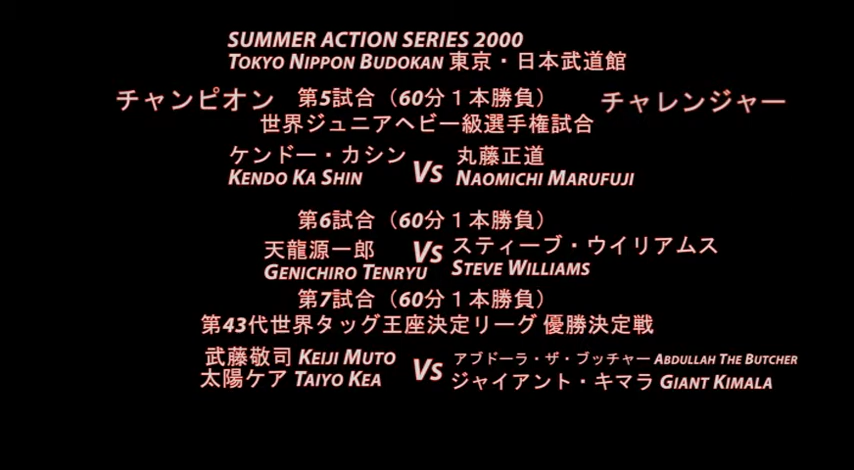 SUMMER ACTION SERIES 2000
TOKYO NIPPON BUDOKAN 東京・日本武道館
チャンピオン 第5試合（60分１本勝負） チャレンジャー
世界ジュニアヘビー級選手権試合
ケンドー・カシン Vs 丸藤正道
KENDO KA SHIN NAOMICHI MARUFUJI
第6試合（60分１本勝負）
天龍源一郎 Vs スティーブ・ウイリアムス
GENICHIRO TENRYU STEVE WILLIAMS
第7試合（60分１本勝負）
第43代世界タッグ王座決定リーグ 優勝決定戦
武藤敬司 KEIJI MUTO Vs アブドーラ・ザ・ブッチャー ABDULLAH THE BUTCHER
太陽ケア TAIYO KEA ジャイアント・キマラ GIANT KIMALA